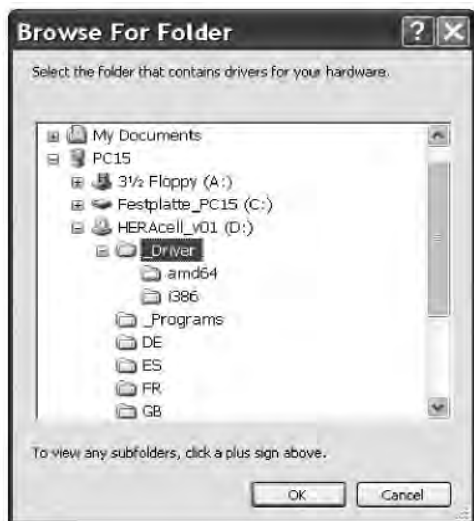 Browse For Folder
Select the folder that contains drivers for your hardware.
My Documents
PC15
3½ Floppy (A:)
Festplatte_PC15 (C:)
HERAcell_v01 (D:)
_Driver
amd64
i386
_Programs
DE
ES
FR
GB
To view any subfolders, click a plus sign above.
OK Cancel